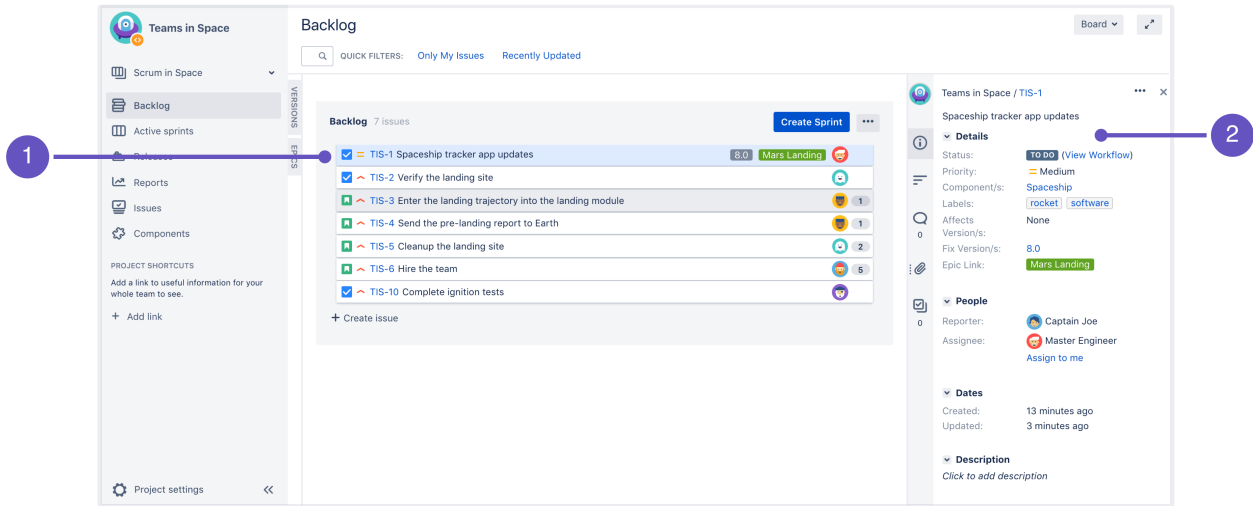 Teams in Space
Scrum in Space
Backlog
Active sprints
Releases
Reports
Issues
Components
PROJECT SHORTCUTS
Add a link to useful information for your
whole team to see.
+ Add link
Project settings
1
Backlog
Board
QUICK FILTERS: Only My Issues Recently Updated
VERSIONS
EPICS
Backlog 7 issues
Create Sprint
TIS-1 Spaceship tracker app updates 8.0 Mars Landing
TIS-2 Verify the landing site
TIS-3 Enter the landing trajectory into the landing module 1
TIS-4 Send the pre-landing report to Earth 1
TIS-5 Cleanup the landing site 2
TIS-6 Hire the team 5
TIS-10 Complete ignition tests
+ Create issue
0
0
Teams in Space / TIS-1
Spaceship tracker app updates
Details
Status: TO DO (View Workflow)
Priority: Medium
Component/s: Spaceship
Labels: rocket software
Affects None
Version/s:
Fix Version/s: 8.0
Epic Link: Mars Landing
People
Reporter: Captain Joe
Assignee: Master Engineer
Assign to me
Dates
Created: 13 minutes ago
Updated: 3 minutes ago
Description
Click to add description
2